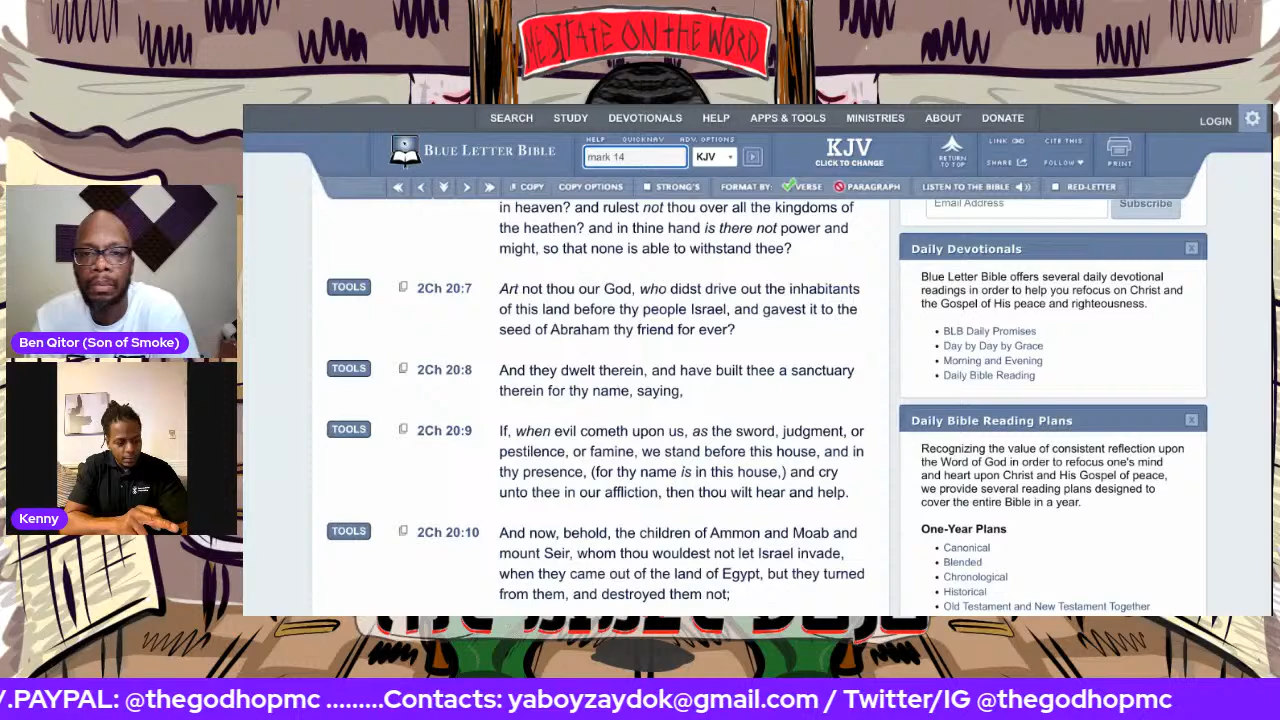 MEDITATE ON THE WORD
SEARCH STUDY DEVOTIONALS HELP APPS & TOOLS MINISTRIES ABOUT DONATE LOGIN
HELP QUICKNAV ADV. OPTIONS
BLUE LETTER BIBLE
mark 14
KJV
KJV
CLICK TO CHANGE
RETURN
TO TOP
LINK
CITE THIS
SHARE
FOLLOW
PRINT
COPY COPY OPTIONS STRONG'S FORMAT BY: VERSE PARAGRAPH LISTEN TO THE BIBLE RED-LETTER
in heaven? and rulest not thou over all the kingdoms of
the heathen? and in thine hand is there not power and
might, so that none is able to withstand thee?
TOOLS 2Ch 20:7 Art not thou our God, who didst drive out the inhabitants
of this land before thy people Israel, and gavest it to the
seed of Abraham thy friend for ever?
TOOLS 2Ch 20:8 And they dwelt therein, and have built thee a sanctuary
therein for thy name, saying,
TOOLS 2Ch 20:9 If, when evil cometh upon us, as the sword, judgment, or
pestilence, or famine, we stand before this house, and in
thy presence, (for thy name is in this house,) and cry
unto thee in our affliction, then thou wilt hear and help.
TOOLS 2Ch 20:10 And now, behold, the children of Ammon and Moab and
mount Seir, whom thou wouldest not let Israel invade,
when they came out of the land of Egypt, but they turned
from them, and destroyed them not;
Email Address Subscribe
Daily Devotionals
Blue Letter Bible offers several daily devotional
readings in order to help you refocus on Christ and
the Gospel of His peace and righteousness.
BLB Daily Promises
Day by Day by Grace
Morning and Evening
Daily Bible Reading
Daily Bible Reading Plans
Recognizing the value of consistent reflection upon
the Word of God in order to refocus one's mind
and heart upon Christ and His Gospel of peace,
we provide several reading plans designed to
cover the entire Bible in a year.
One-Year Plans
Canonical
Blended
Chronological
Historical
Old Testament and New Testament Together
Ben Qitor (Son of Smoke)
Kenny
/.PAYPAL: @thegodhopmc .........Contacts: yaboyzaydok@gmail.com / Twitter/IG @thegodhopmc